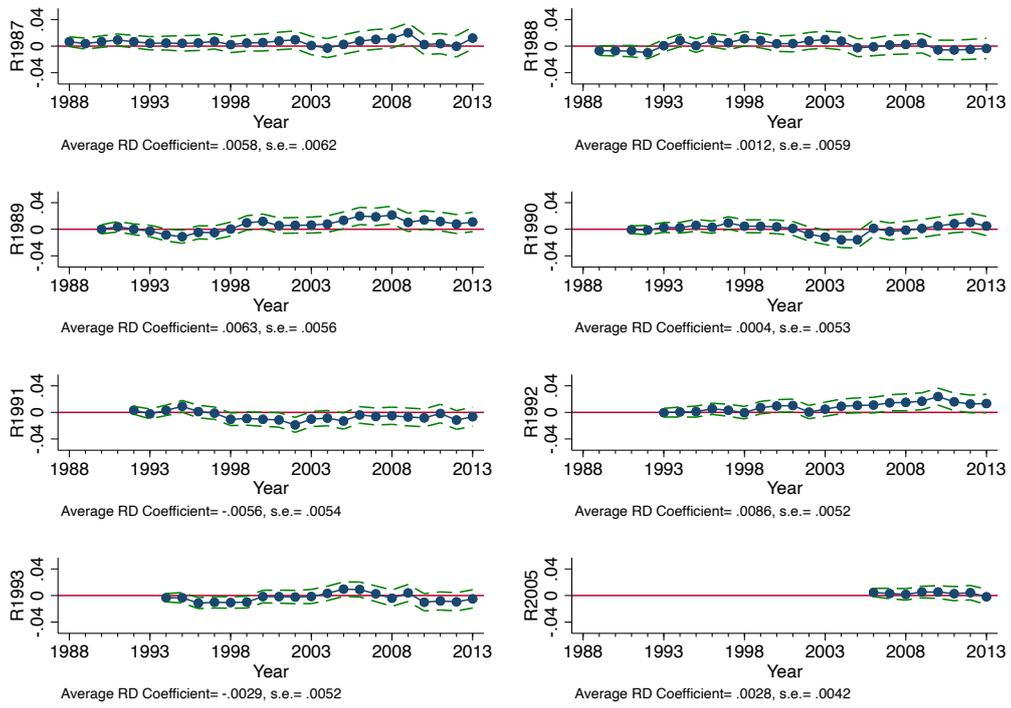 R1987
.04
0
-.04
1988 1993 1998 2003 2008 2013
Year
Average RD Coefficient= .0058, s.e.= .0062
R1988
.04
0
-.04
1988 1993 1998 2003 2008 2013
Year
Average RD Coefficient= .0012, s.e.= .0059
R1989
.04
0
-.04
1988 1993 1998 2003 2008 2013
Year
Average RD Coefficient= .0063, s.e.= .0056
R1990
.04
0
-.04
1988 1993 1998 2003 2008 2013
Year
Average RD Coefficient= .0004, s.e.= .0053
R1991
.04
0
-.04
1988 1993 1998 2003 2008 2013
Year
Average RD Coefficient= -.0056, s.e.= .0054
R1992
.04
0
-.04
1988 1993 1998 2003 2008 2013
Year
Average RD Coefficient= .0086, s.e.= .0052
R1993
.04
0
-.04
1988 1993 1998 2003 2008 2013
Year
Average RD Coefficient= -.0029, s.e.= .0052
R2005
.04
0
-.04
1988 1993 1998 2003 2008 2013
Year
Average RD Coefficient= .0028, s.e.= .0042